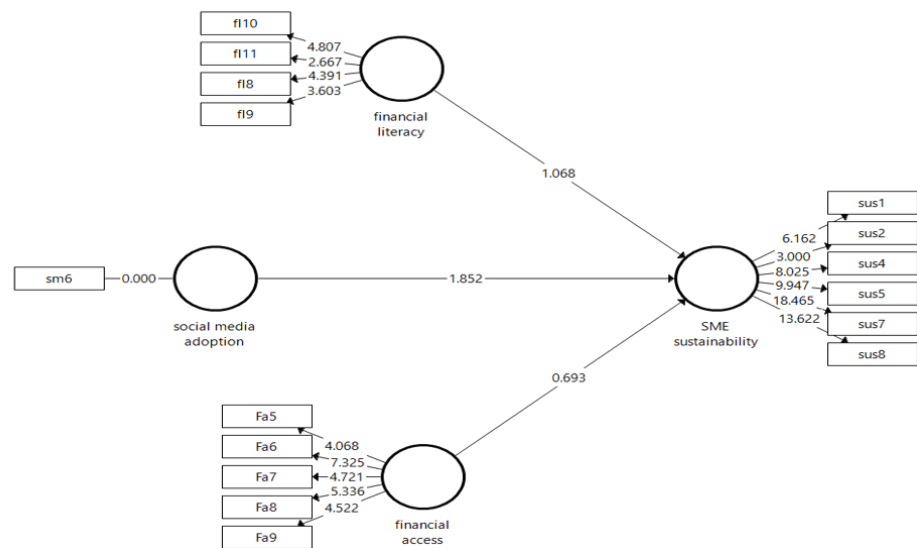 fl10
fl11
fl8
fl9
4.807
2.667
4.391
3.603
financial
literacy
1.068
sm6
0.000
social media
adoption
1.852
sus1
sus2
sus4
sus5
sus7
sus8
6.162
3.000
8.025
9.947
18.465
13.622
SME
sustainability
0.693
Fa5
Fa6
Fa7
Fa8
Fa9
4.068
7.325
4.721
5.336
4.522
financial
access